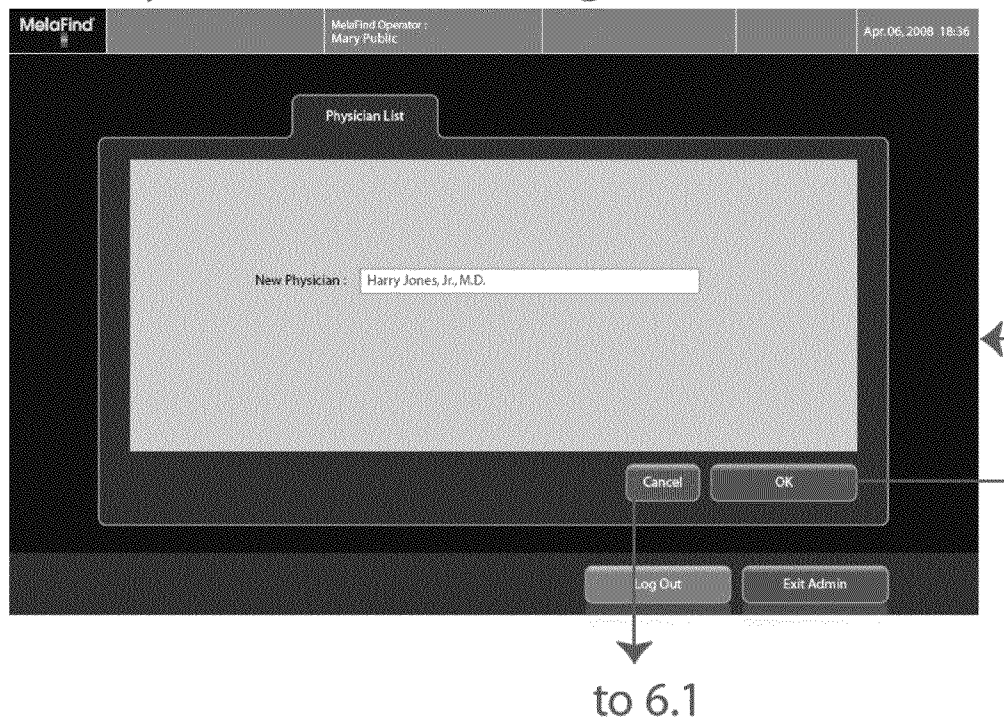 MelaFind
MelaFind Operator :
Mary Public
Apr. 06, 2008 18:36
Physician List
New Physician : Harry Jones, Jr., M.D.
Cancel OK
Log Out Exit Admin
to 6.1